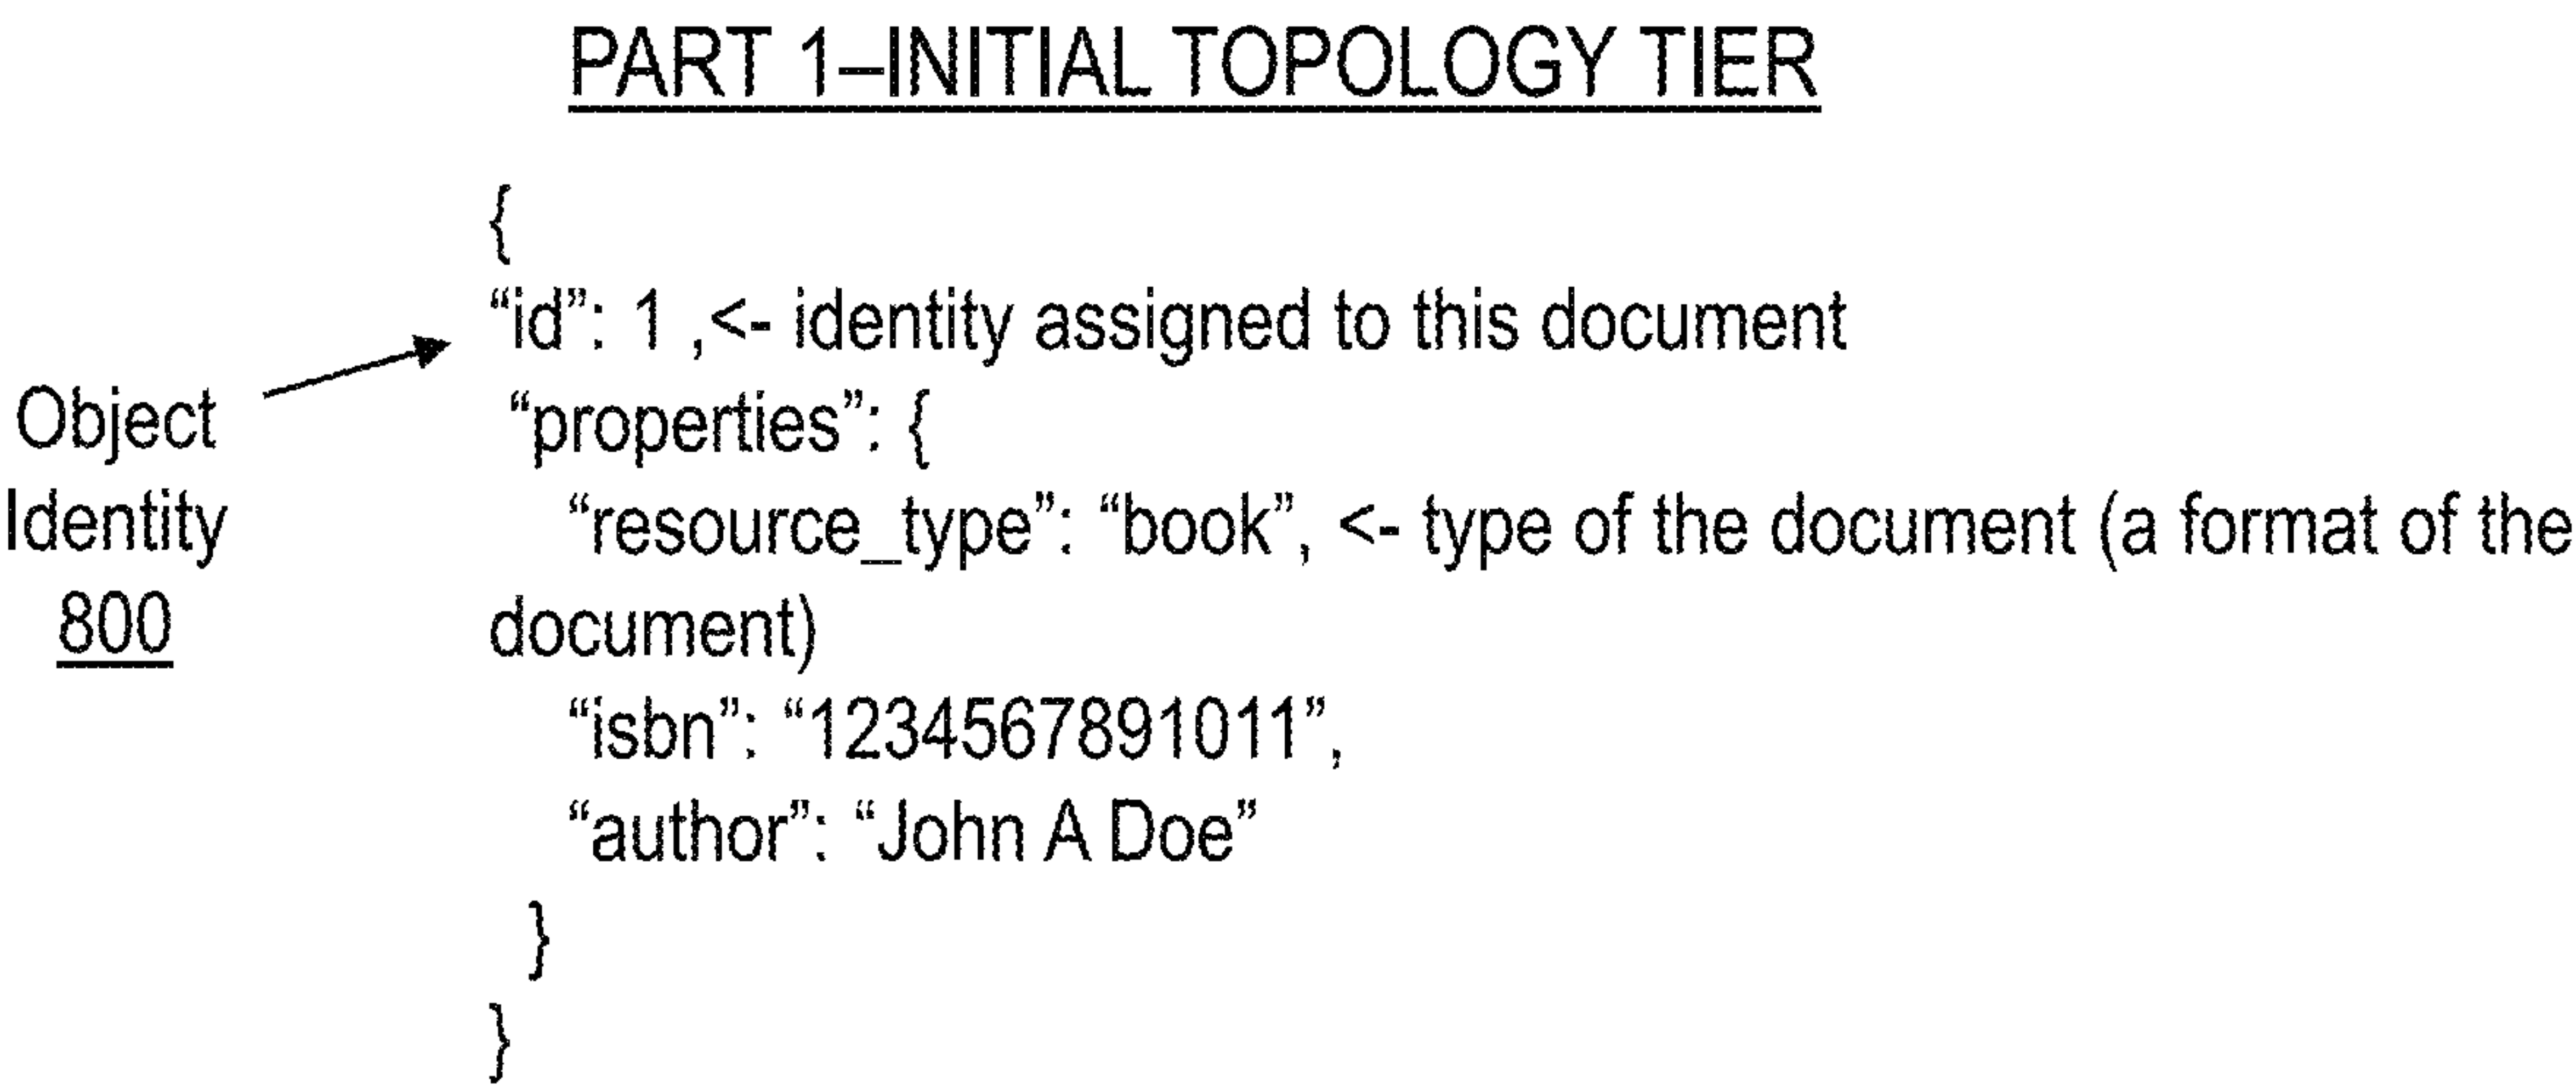 PART 1–INITIAL TOPOLOGY TIER
{
“id”: 1 ,<- identity assigned to this document
“properties”: {
“resource_type”: “book”, <- type of the document (a format of the
document)
“isbn”: “1234567891011”,
“author”: “John A Doe”
}
}
Object
Identity
800